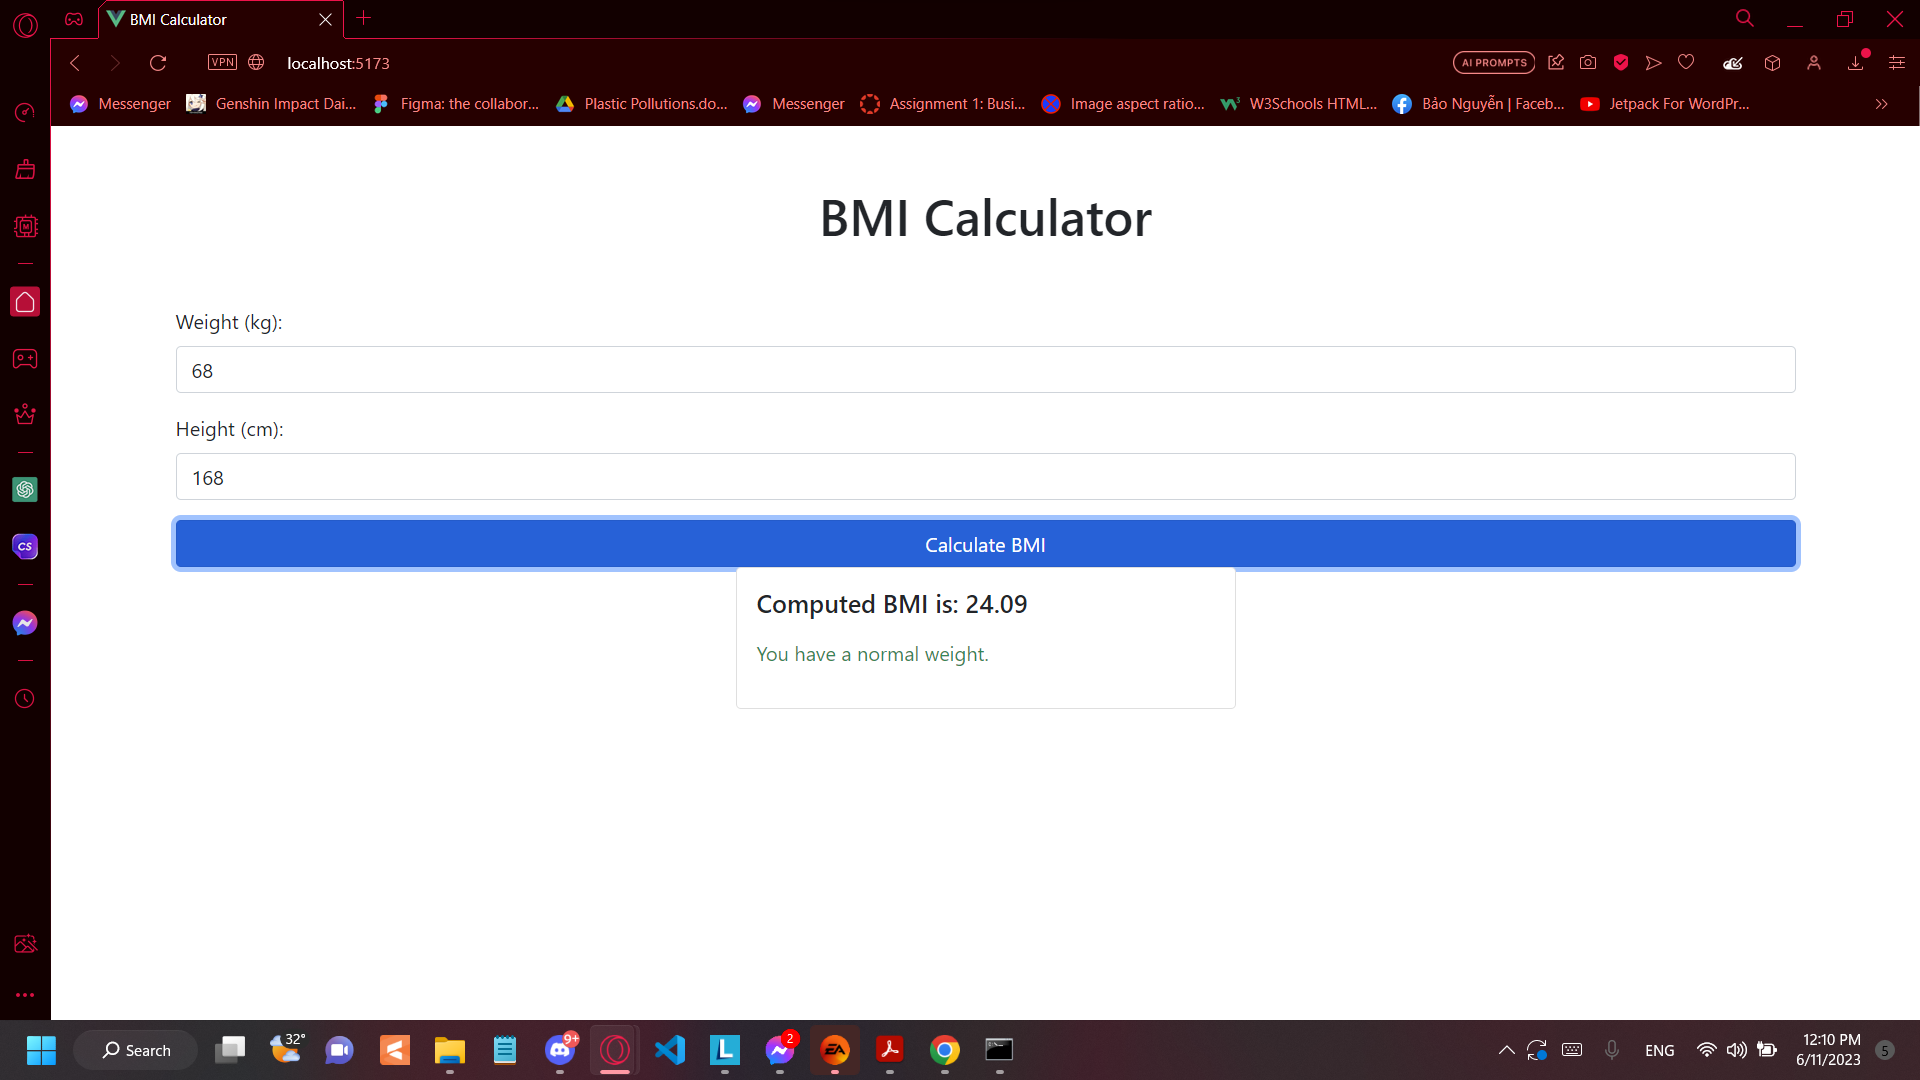 BMI Calculator
VPN
localhost:5173
AI PROMPTS
Messenger
Genshin Impact Dai...
Figma: the collabor...
Plastic Pollutions.do...
Messenger
Assignment 1: Busi...
Image aspect ratio...
W3Schools HTML...
Bảo Nguyễn | Faceb...
Jetpack For WordPr...
BMI Calculator
Weight (kg):
68
Height (cm):
168
Calculate BMI
Computed BMI is: 24.09
You have a normal weight.
CS
Search
32°
9+
L
2
EA
ENG
12:10 PM
6/11/2023
5